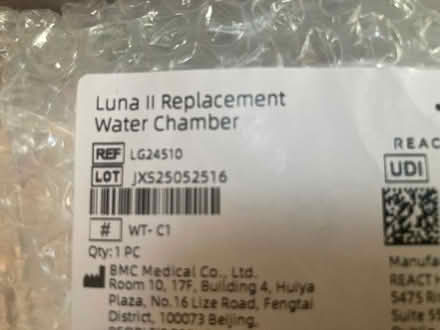 Luna II Replacement
Water Chamber
REF LG24510
LOT JXS25052516
# WT- C1
Qty: 1 PC
BMC Medical Co., Ltd.
Room 10, 17F, Building 4, Huiya
Plaza, No.16 Lize Road, Fengtai
District, 100073 Beijing.
REAC
UDI
Manufa
REACT H
5475 Ri
Suite